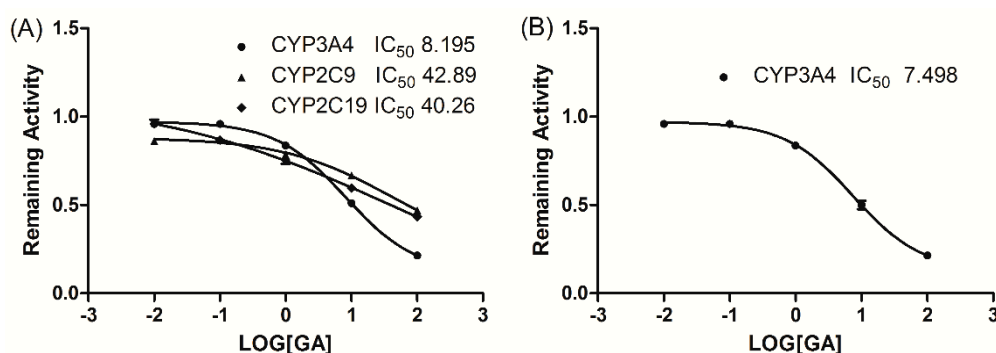 (A)
1.5
1.0
0.5
0.0
Remaining Activity
CYP3A4 IC50 8.195
CYP2C9 IC50 42.89
CYP2C19 IC50 40.26
-3 -2 -1 0 1 2 3
LOG[GA]
(B)
1.5
1.0
0.5
0.0
Remaining Activity
CYP3A4 IC50 7.498
-3 -2 -1 0 1 2 3
LOG[GA]